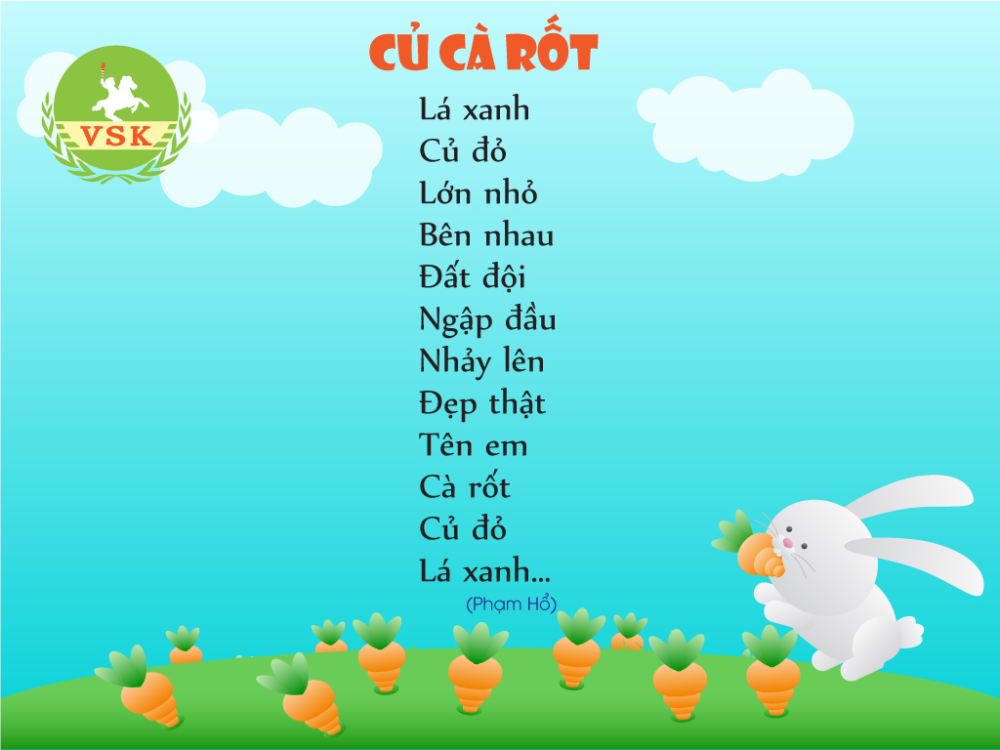 CỦ CÀ RỐT
VSK
Lá xanh
Củ đỏ
Lớn nhỏ
Bên nhau
Đất đội
Ngập đầu
Nhảy lên
Đẹp thật
Tên em
Cà rốt
Củ đỏ
Lá xanh...
(Phạm Hổ)